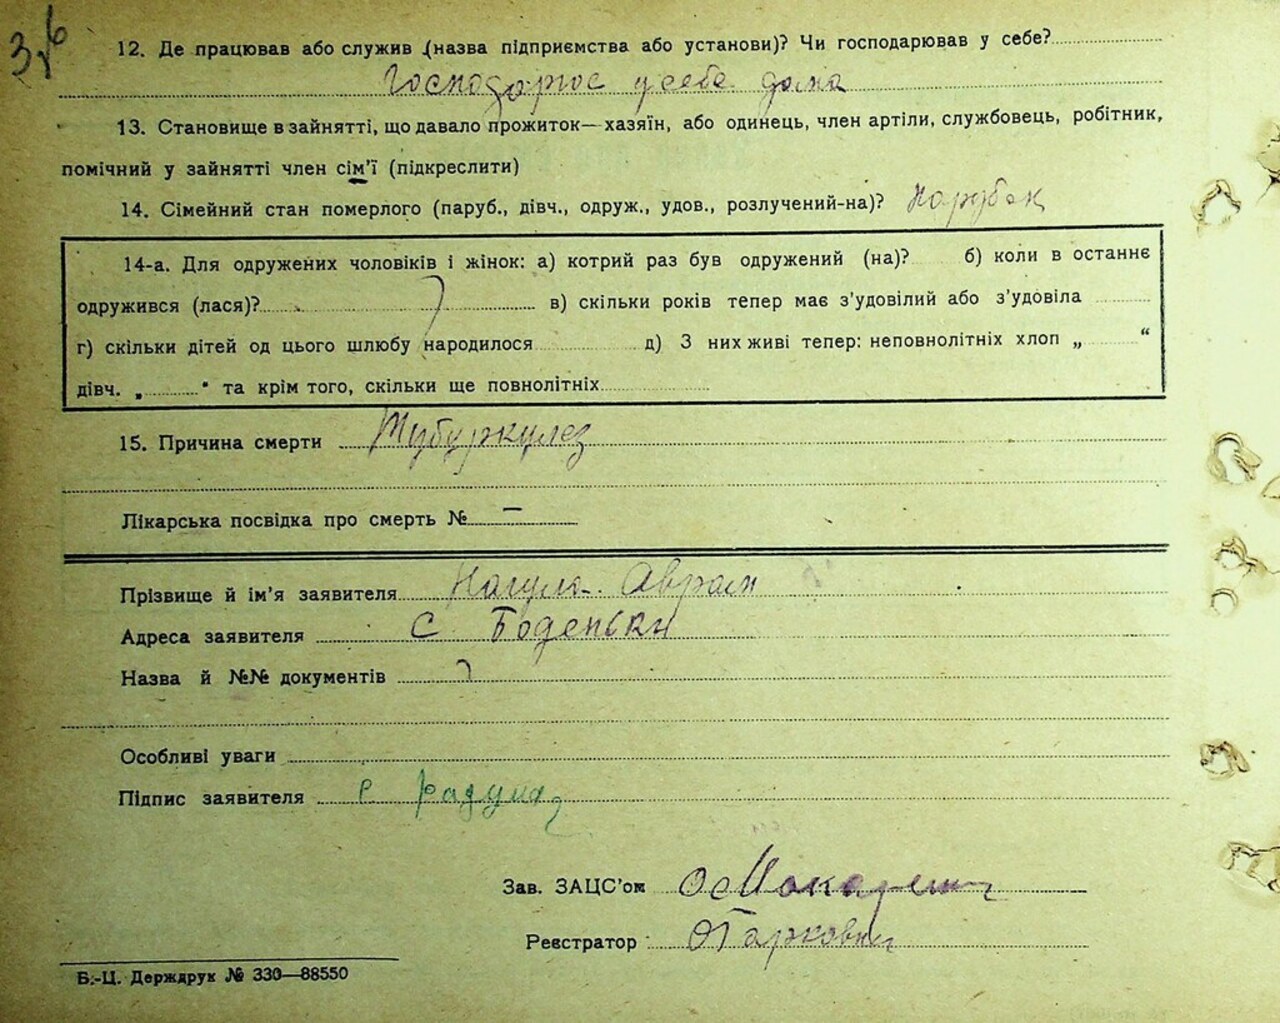 36
12. Де працював або служив (назва підприємства або установи)? Чи господарював у себе?
Господарює у себе дома
13. Становище в зайнятті, що давало прожиток—хазяїн, або одинець, член артіли, службовець, робітник,
помічний у зайнятті член сім'ї (підкреслити)
14. Сімейний стан померлого (паруб., дівч., одруж., удов., розлучений-на)? Парубок
14-а. Для одружених чоловіків і жінок: а) котрий раз був одружений (на)? б) коли в останнє
одружився (лася)? в) скільки років тепер має з'удовілий або з'удовіла
г) скільки дітей од цього шлюбу народилося д) З них живі тепер: неповнолітніх хлоп „ “
дівч. „ “ та крім того, скільки ще повнолітніх
15. Причина смерти Тубуркулез
Лікарська посвідка про смерть № —
Прізвище й ім'я заявителя Авраам
Адреса заявителя С. Боденьки
Назва й №№ документів
Особливі уваги
Підпис заявителя
Зав. ЗАЦС'ом
Реєстратор
Б.-Ц. Держдрук № 330—88550